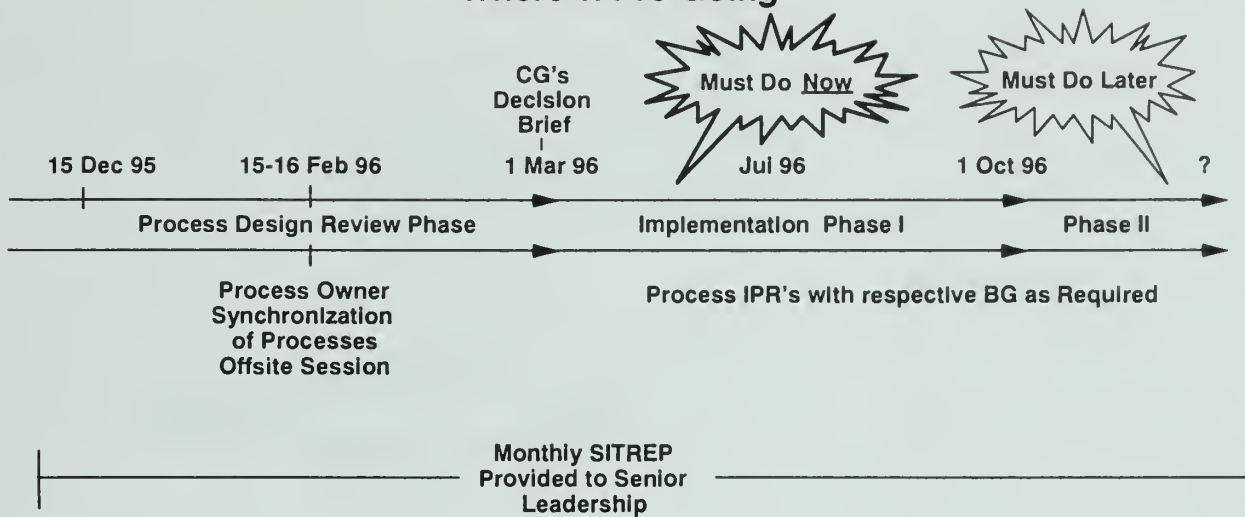 CG's
Decision
Brief
Must Do Now
Must Do Later
15 Dec 95
15-16 Feb 96
1 Mar 96
Jul 96
1 Oct 96
?
Process Design Review Phase
Implementation Phase I
Phase II
Process Owner
Synchronization
of Processes
Offsite Session
Process IPR's with respective BG as Required
Monthly SITREP
Provided to Senior
Leadership